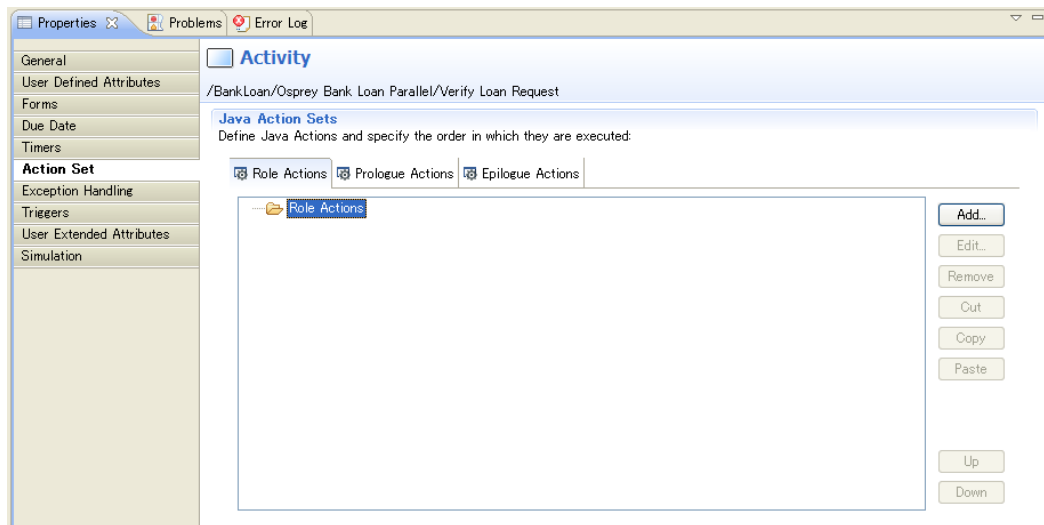 Properties
Problems
Error Log
General
User Defined Attributes
Forms
Due Date
Timers
Action Set
Exception Handling
Triggers
User Extended Attributes
Simulation
Activity
/BankLoan/Osprey Bank Loan Parallel/Verify Loan Request
Java Action Sets
Define Java Actions and specify the order in which they are executed:
Role Actions
Prologue Actions
Epilogue Actions
Role Actions
Add...
Edit...
Remove
Cut
Copy
Paste
Up
Down